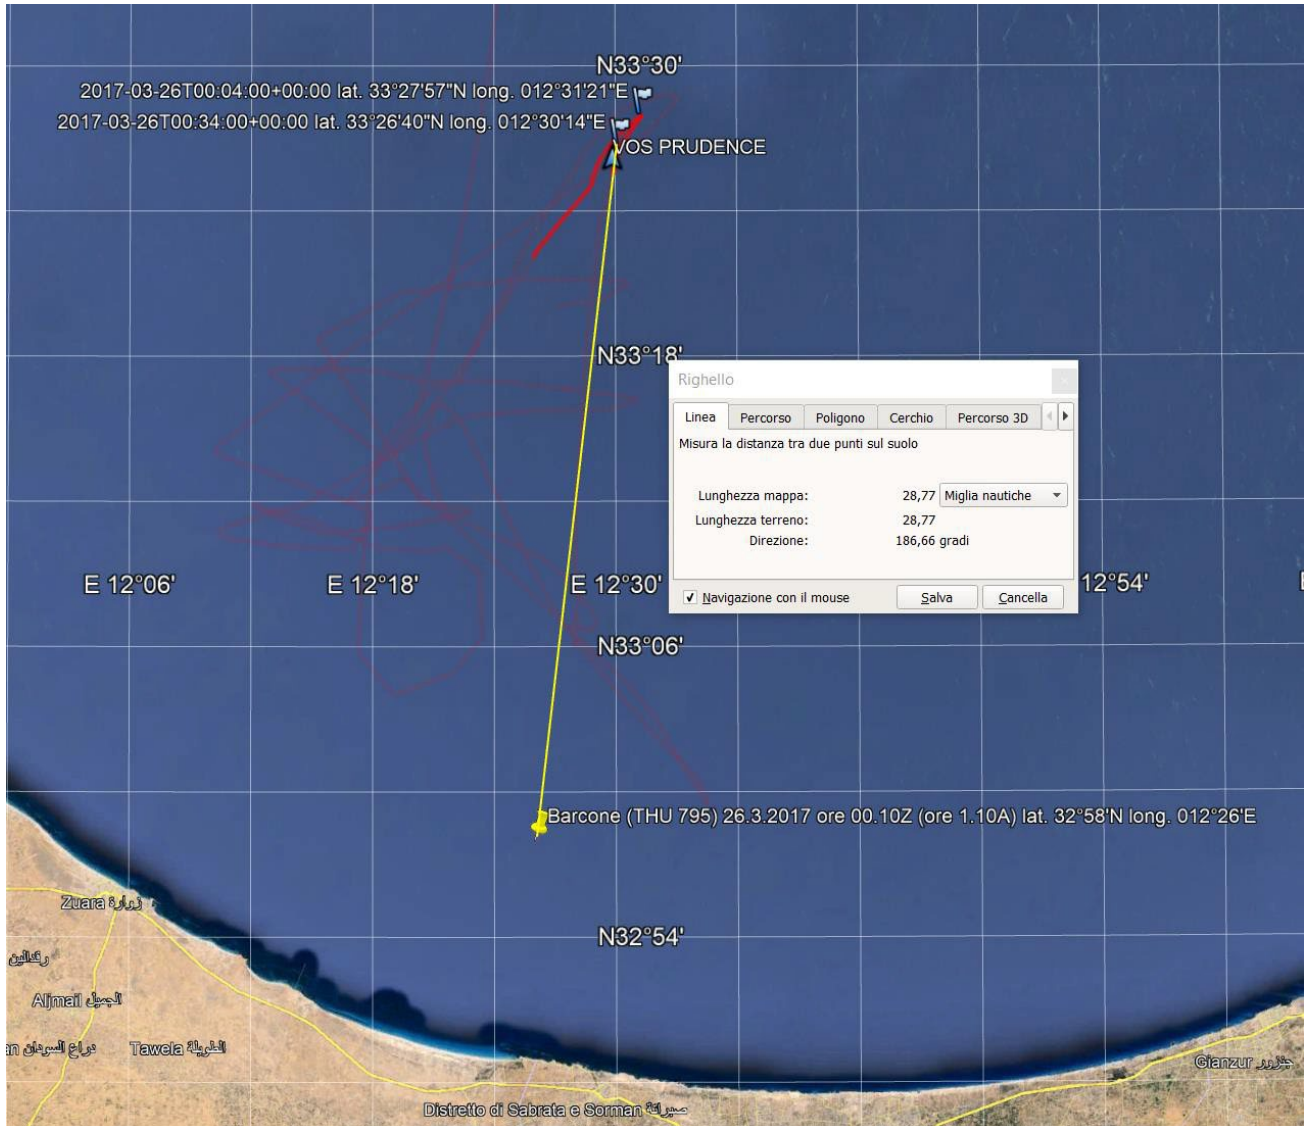 N33°30'
2017-03-26T00:04:00+00:00 lat. 33°27'57"N long. 012°31'21"E
2017-03-26T00:34:00+00:00 lat. 33°26'40"N long. 012°30'14"E
VOS PRUDENCE
N33°18'
Righello
Linea Percorso Poligono Cerchio Percorso 3D
Misura la distanza tra due punti sul suolo
Lunghezza mappa: 28,77 Miglia nautiche
Lunghezza terreno: 28,77
Direzione: 186,66 gradi
Navigazione con il mouse Salva Cancella
E 12°06' E 12°18' E 12°30' 12°54'
N33°06'
Barcone (THU 795) 26.3.2017 ore 00.10Z (ore 1.10A) lat. 32°58'N long. 012°26'E
Zuara زوارة
N32°54'
رقدالين
Aljmail الجميل
دراع السودان
Tawela الطويلة
Gianzur جنزور
Distretto di Sabrata e Sorman صبراتة